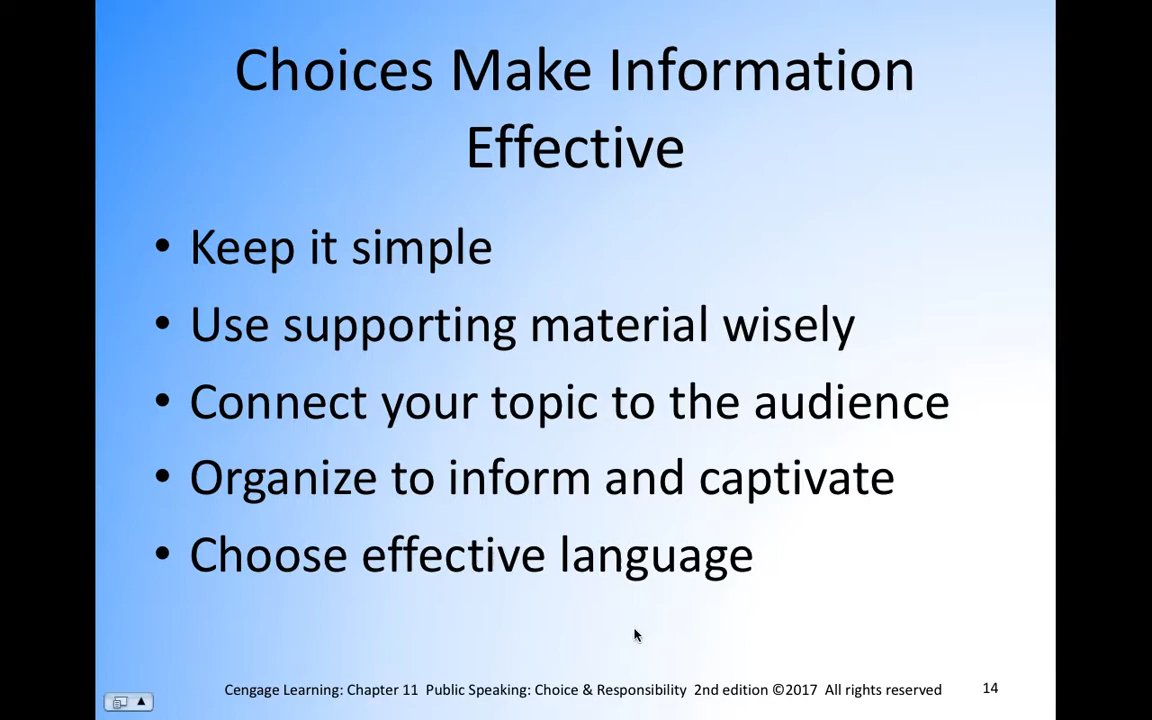 Choices Make Information
Effective
• Keep it simple
• Use supporting material wisely
• Connect your topic to the audience
• Organize to inform and captivate
• Choose effective language
Cengage Learning: Chapter 11 Public Speaking: Choice & Responsibility 2nd edition ©2017 All rights reserved 14